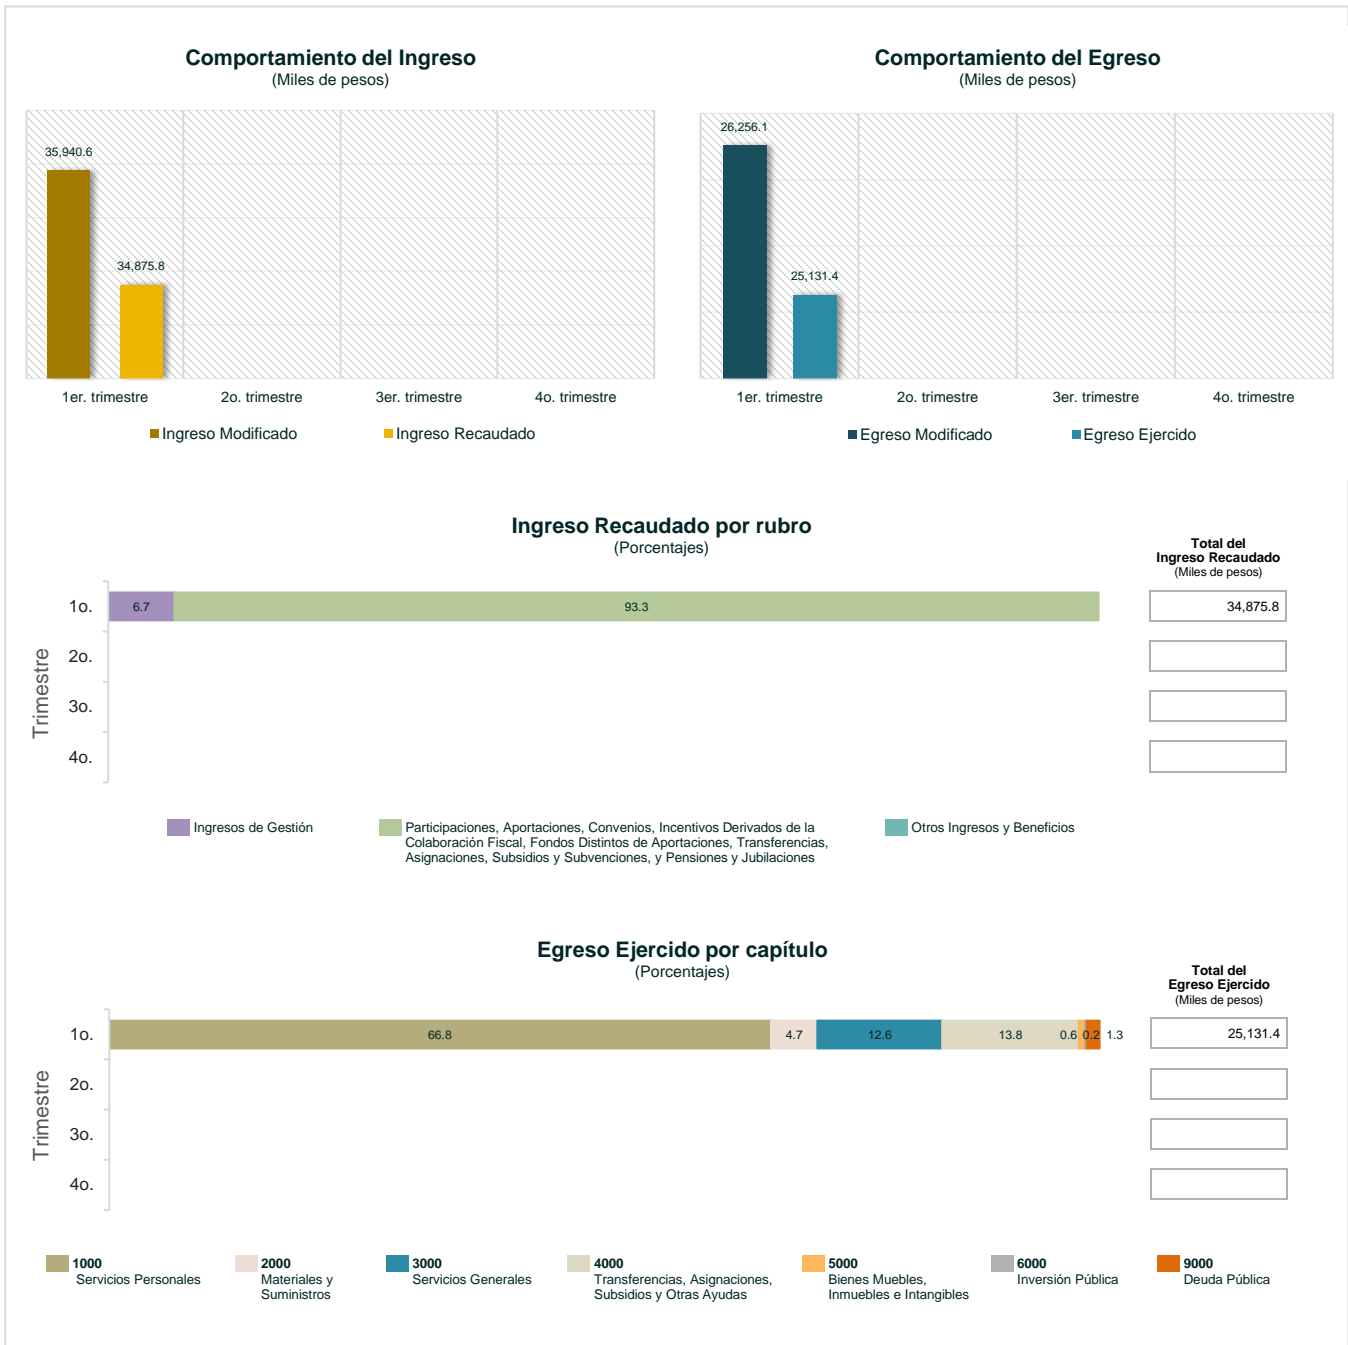 Comportamiento del Ingreso
(Miles de pesos)
35,940.6
34,875.8
1er. trimestre
2o. trimestre
3er. trimestre
4o. trimestre
Ingreso Modificado
Ingreso Recaudado
Comportamiento del Egreso
(Miles de pesos)
26,256.1
25,131.4
1er. trimestre
2o. trimestre
3er. trimestre
4o. trimestre
Egreso Modificado
Egreso Ejercido
Ingreso Recaudado por rubro
(Porcentajes)
Total del
Ingreso Recaudado
(Miles de pesos)
Trimestre
1o.
6.7
93.3
34,875.8
2o.
3o.
4o.
Ingresos de Gestión
Participaciones, Aportaciones, Convenios, Incentivos Derivados de la
Colaboración Fiscal, Fondos Distintos de Aportaciones, Transferencias,
Asignaciones, Subsidios y Subvenciones, y Pensiones y Jubilaciones
Otros Ingresos y Beneficios
Egreso Ejercido por capítulo
(Porcentajes)
Total del
Egreso Ejercido
(Miles de pesos)
Trimestre
1o.
66.8
4.7
12.6
13.8
0.6
0.2
1.3
25,131.4
2o.
3o.
4o.
1000
Servicios Personales
2000
Materiales y
Suministros
3000
Servicios Generales
4000
Transferencias, Asignaciones,
Subsidios y Otras Ayudas
5000
Bienes Muebles,
Inmuebles e Intangibles
6000
Inversión Pública
9000
Deuda Pública